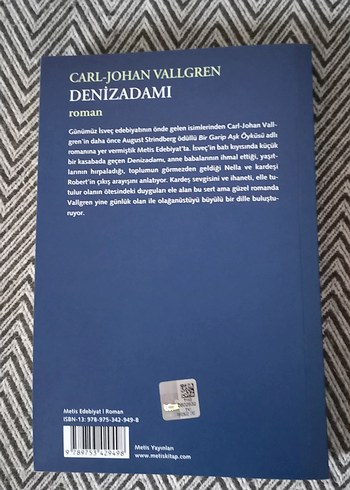 CARL-JOHAN VALLGREN
DENİZADAMI
roman
Günümüz İsveç edebiyatının önde gelen isimlerinden Carl-Johan Vall-
gren'in daha önce August Strindberg ödüllü Bir Garip Aşk Öyküsü adlı
romanına yer vermiştik Metis Edebiyat'ta. İsveç'in batı kıyısında küçük
bir kasabada geçen Denizadamı, anne babalarının ihmal ettiği, yaşıt-
larının hırpaladığı, toplumun görmezden geldiği Nella ve kardeşi
Robert'in çıkış arayışını anlatıyor. Kardeş sevgisini ve ihaneti, elle tu-
tulur olanın ötesindeki duyguları ele alan bu sert ama güzel romanda
Vallgren yine günlük olan ile olağanüstüyü büyülü bir dille buluştu-
ruyor.
Metis Edebiyat | Roman
ISBN-13: 978-975-342-949-8
9 789753 429498
Metis Yayınları
www.metiskitap.com